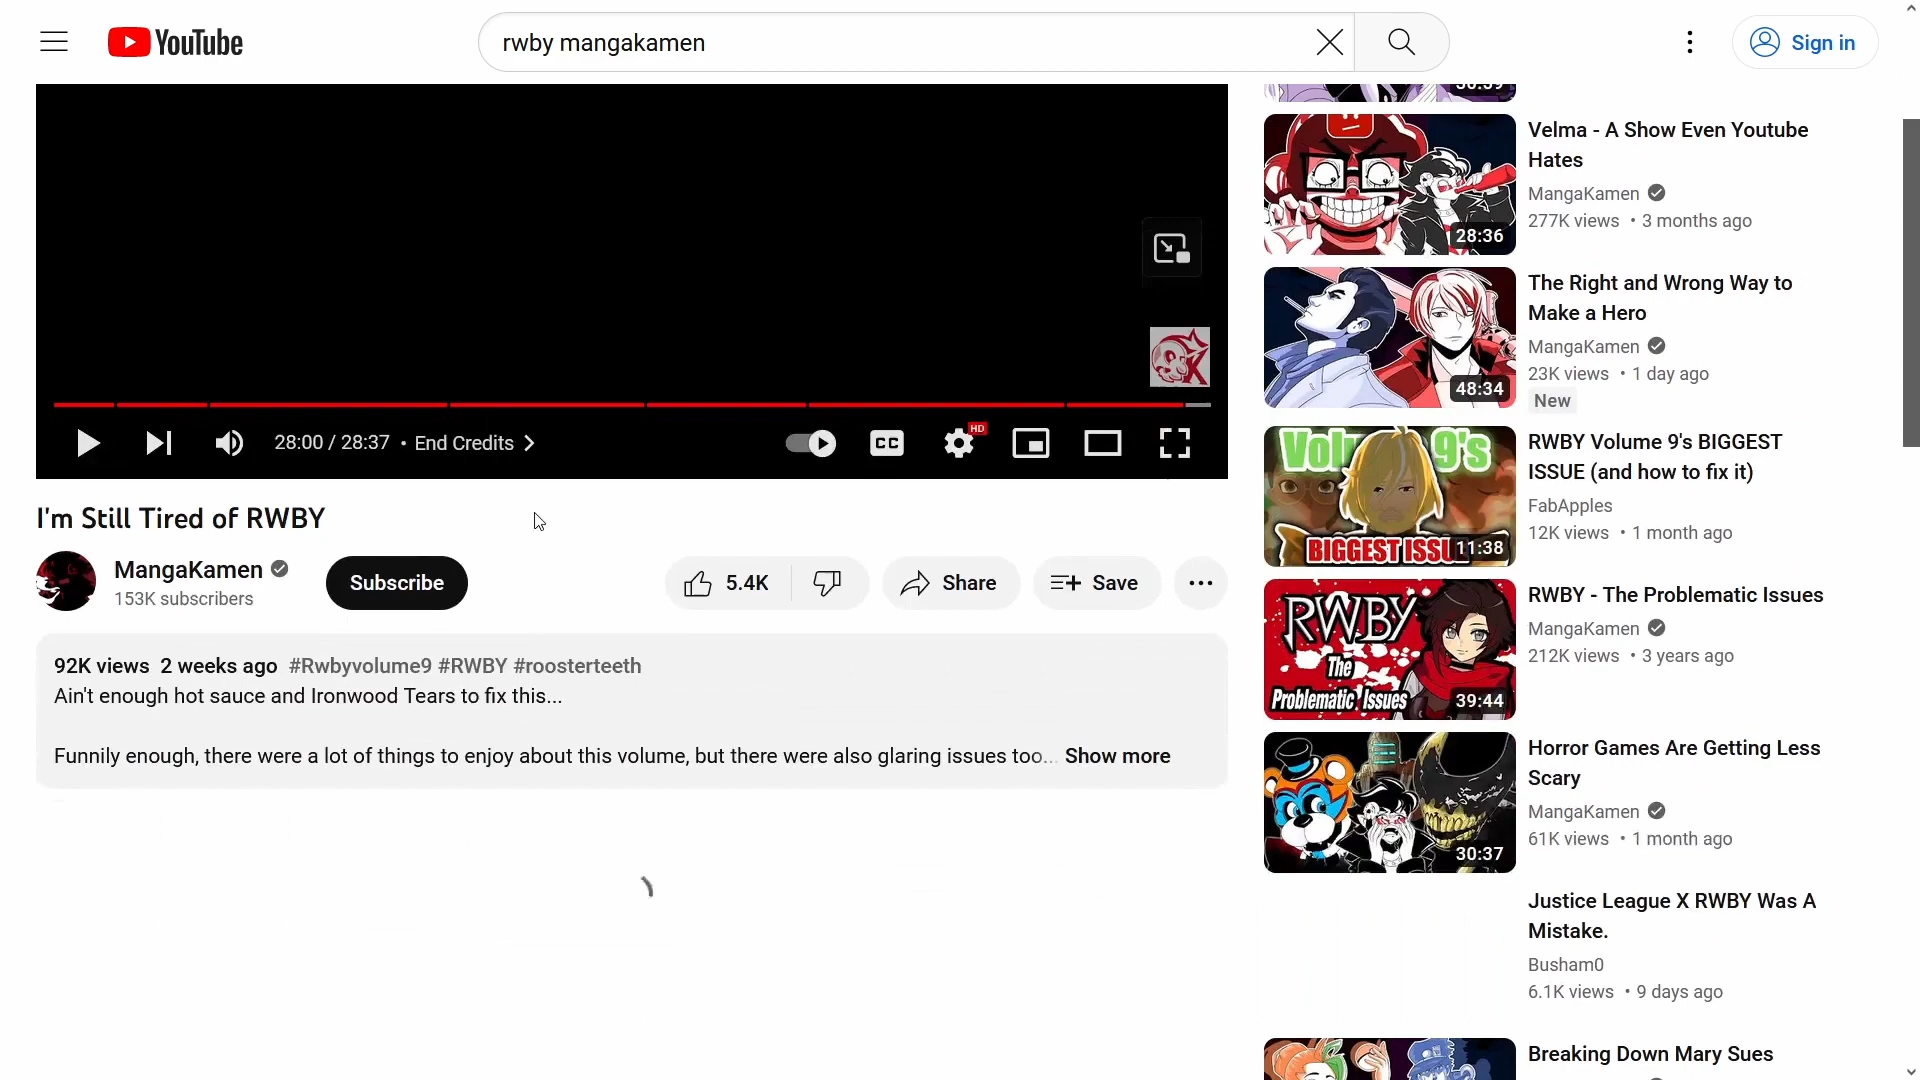 YouTube
rwby mangakamen
Sign in
28:00 / 28:37 • End Credits
CC
HD
I'm Still Tired of RWBY
MangaKamen
153K subscribers
Subscribe
5.4K
Share
Save
92K views 2 weeks ago #Rwbyvolume9 #RWBY #roosterteeth
Ain't enough hot sauce and Ironwood Tears to fix this...
Funnily enough, there were a lot of things to enjoy about this volume, but there were also glaring issues too... Show more
Velma - A Show Even Youtube
Hates
MangaKamen
277K views • 3 months ago
28:36
The Right and Wrong Way to
Make a Hero
MangaKamen
23K views • 1 day ago
New
48:34
9's
BIGGEST
11:38
RWBY Volume 9's BIGGEST
ISSUE (and how to fix it)
FabApples
12K views • 1 month ago
RWBY
The
Problematic Issues
39:44
RWBY - The Problematic Issues
MangaKamen
212K views • 3 years ago
30:37
Horror Games Are Getting Less
Scary
MangaKamen
61K views • 1 month ago
Justice League X RWBY Was A
Mistake.
Busham0
6.1K views • 9 days ago
Breaking Down Mary Sues